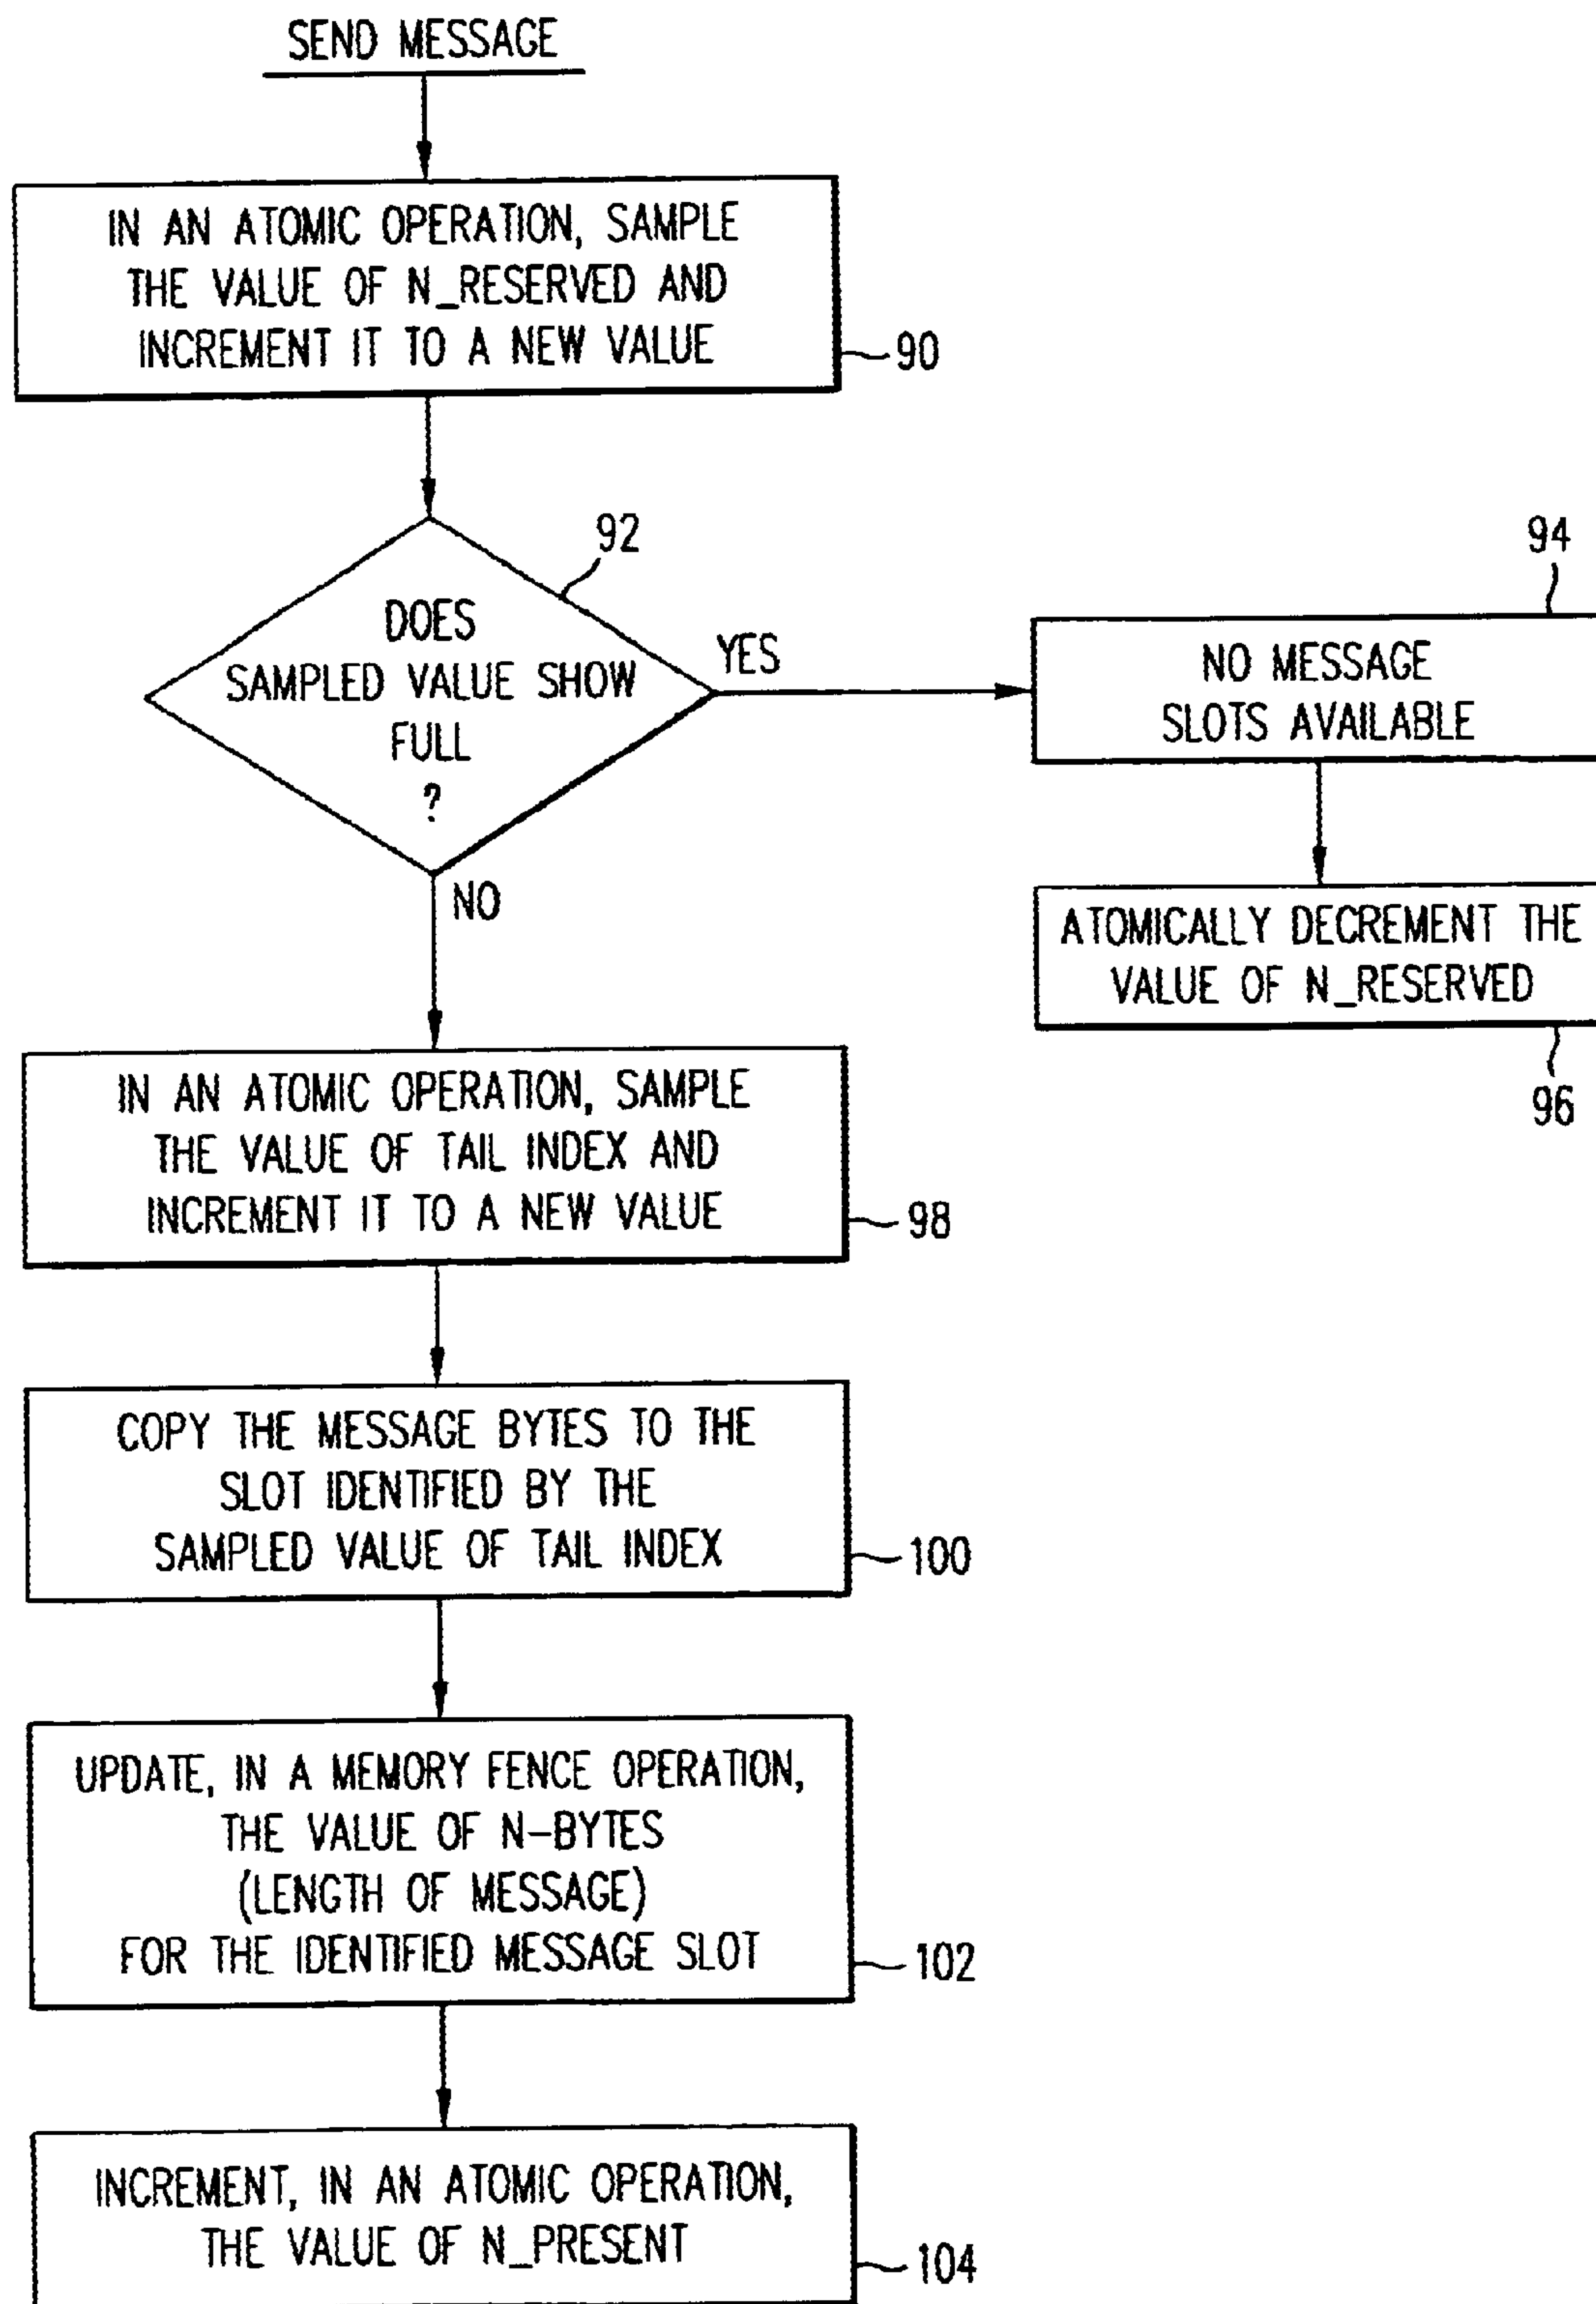 SEND MESSAGE
IN AN ATOMIC OPERATION, SAMPLE
THE VALUE OF N_RESERVED AND
INCREMENT IT TO A NEW VALUE
90
92
DOES
SAMPLED VALUE SHOW
FULL
?
YES
NO
94
NO MESSAGE
SLOTS AVAILABLE
ATOMICALLY DECREMENT THE
VALUE OF N_RESERVED
96
IN AN ATOMIC OPERATION, SAMPLE
THE VALUE OF TAIL INDEX AND
INCREMENT IT TO A NEW VALUE
98
COPY THE MESSAGE BYTES TO THE
SLOT IDENTIFIED BY THE
SAMPLED VALUE OF TAIL INDEX
100
UPDATE, IN A MEMORY FENCE OPERATION,
THE VALUE OF N-BYTES
(LENGTH OF MESSAGE)
FOR THE IDENTIFIED MESSAGE SLOT
102
INCREMENT, IN AN ATOMIC OPERATION,
THE VALUE OF N_PRESENT
104